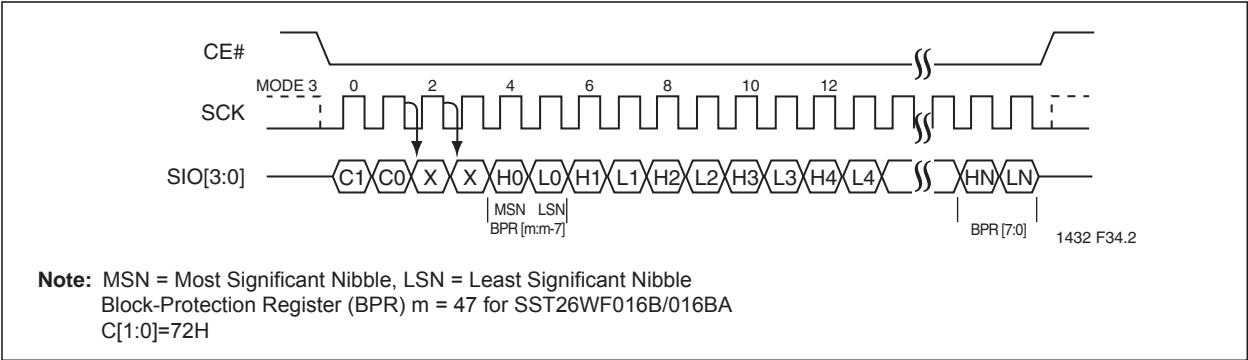 CE#
MODE 3 0 2 4 6 8 10 12
SCK
SIO[3:0] C1 C0 X X H0 L0 H1 L1 H2 L2 H3 L3 H4 L4 HN LN
MSN LSN
BPR [m:m-7] BPR [7:0]
1432 F34.2
Note: MSN = Most Significant Nibble, LSN = Least Significant Nibble
Block-Protection Register (BPR) m = 47 for SST26WF016B/016BA
C[1:0]=72H